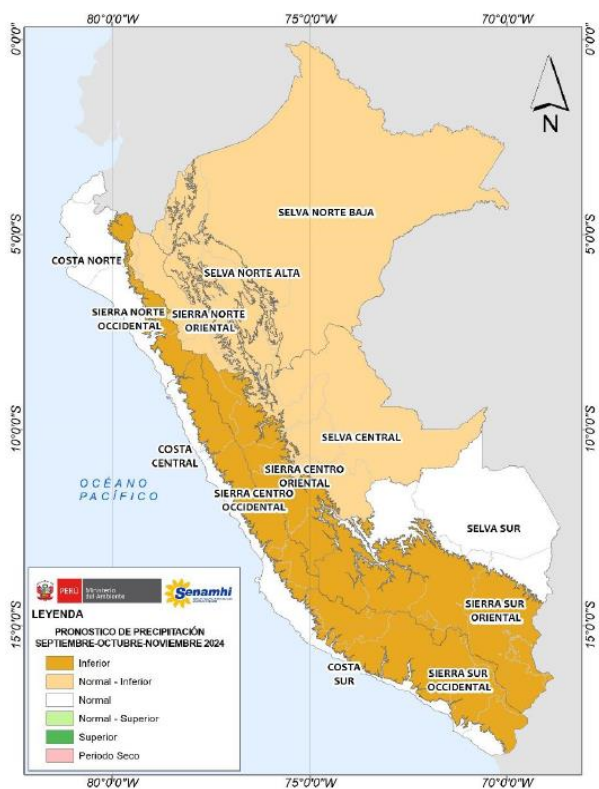 80°0'0"W 75°0'0"W 70°0'0"W
0°0'0"
5°0'0"S
10°0'0"S
15°0'0"S
N
SELVA NORTE BAJA
COSTA NORTE
SELVA NORTE ALTA
SIERRA NORTE
OCCIDENTAL
SIERRA NORTE
ORIENTAL
SELVA CENTRAL
COSTA
CENTRAL
SIERRA CENTRO
ORIENTAL
SIERRA CENTRO
OCCIDENTAL
OCÉANO
PACÍFICO
SELVA SUR
SIERRA SUR
ORIENTAL
COSTA
SUR
SIERRA SUR
OCCIDENTAL
PERÚ Ministerio
del Ambiente
Senamhi
LEYENDA
PRONOSTICO DE PRECIPITACIÓN
SEPTIEMBRE-OCTUBRE-NOVIEMBRE 2024
Inferior
Normal - Inferior
Normal
Normal - Superior
Superior
Periodo Seco
0°0'0"
5°0'0"S
10°0'0"S
15°0'0"S
80°0'0"W 75°0'0"W 70°0'0"W